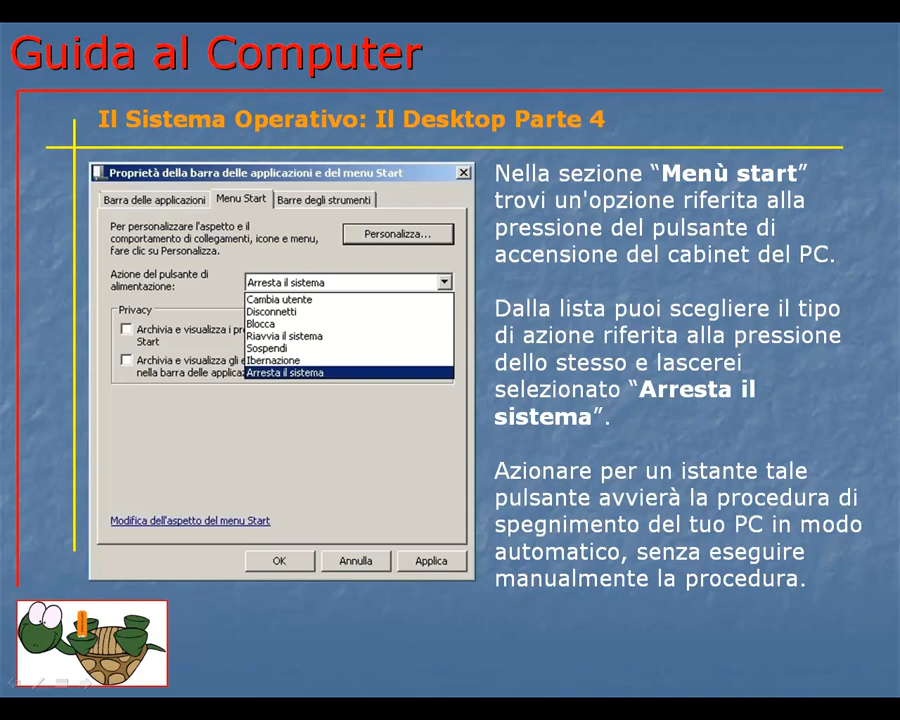 Guida al Computer
Il Sistema Operativo: Il Desktop Parte 4
Proprietà della barra delle applicazioni e del menu Start
Barra delle applicazioni
Menu Start
Barre degli strumenti
Per personalizzare l'aspetto e il
comportamento di collegamenti, icone e menu,
fare clic su Personalizza.
Personalizza...
Azione del pulsante di
alimentazione:
Arresta il sistema
Cambia utente
Disconnetti
Blocca
Riavvia il sistema
Sospendi
Ibernazione
Arresta il sistema
Privacy
Archivia e visualizza i
Start
Archivia e visualizza gli
nella barra delle
Modifica dell'aspetto del menu Start
OK
Annulla
Applica
Nella sezione “Menù start”
trovi un'opzione riferita alla
pressione del pulsante di
accensione del cabinet del PC.
Dalla lista puoi scegliere il tipo
di azione riferita alla pressione
dello stesso e lascerei
selezionato “Arresta il
sistema”.
Azionare per un istante tale
pulsante avvierà la procedura di
spegnimento del tuo PC in modo
automatico, senza eseguire
manualmente la procedura.